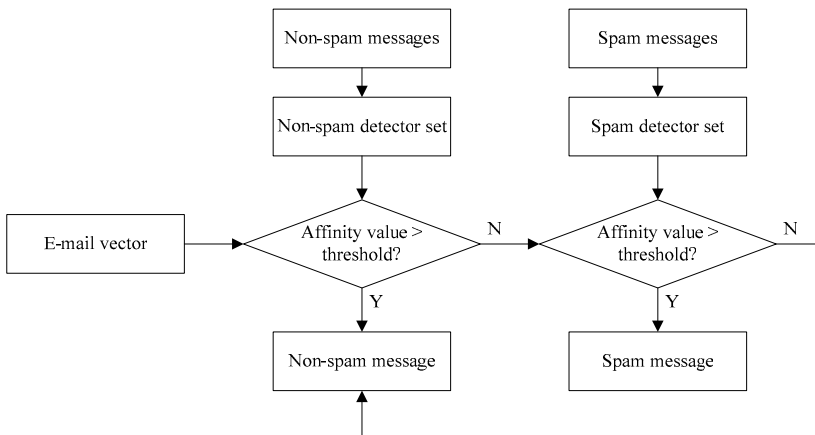 Non-spam messages
Spam messages
Non-spam detector set
Spam detector set
E-mail vector
Affinity value >
threshold?
N
Affinity value >
threshold?
N
Y
Y
Non-spam message
Spam message